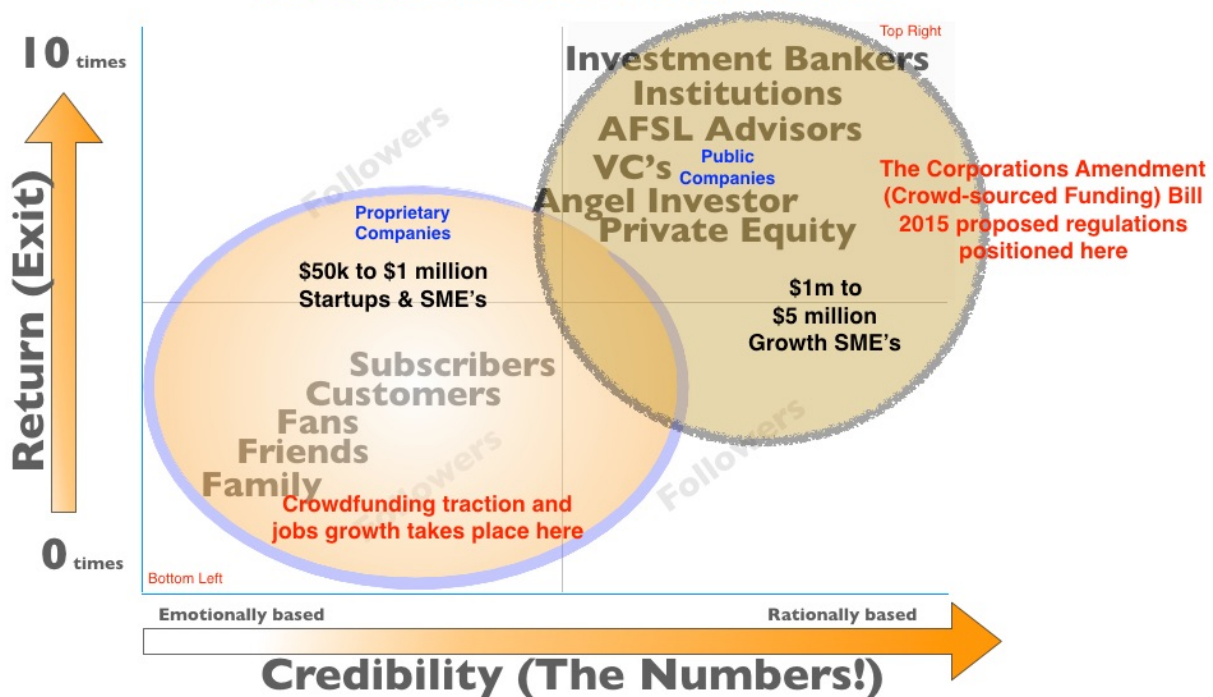 10 times
Top Right
Investment Bankers
Institutions
AFSL Advisors
VC's
Public
Companies
Angel Investor
Private Equity
The Corporations Amendment
(Crowd-sourced Funding) Bill
2015 proposed regulations
positioned here
Followers
Proprietary
Companies
$50k to $1 million
Startups & SME's
$1m to
$5 million
Growth SME's
Return (Exit)
Subscribers
Customers
Fans
Friends
Family
Followers
Followers
Crowdfunding traction and
jobs growth takes place here
0 times
Bottom Left
Emotionally based
Rationally based
Credibility (The Numbers!)